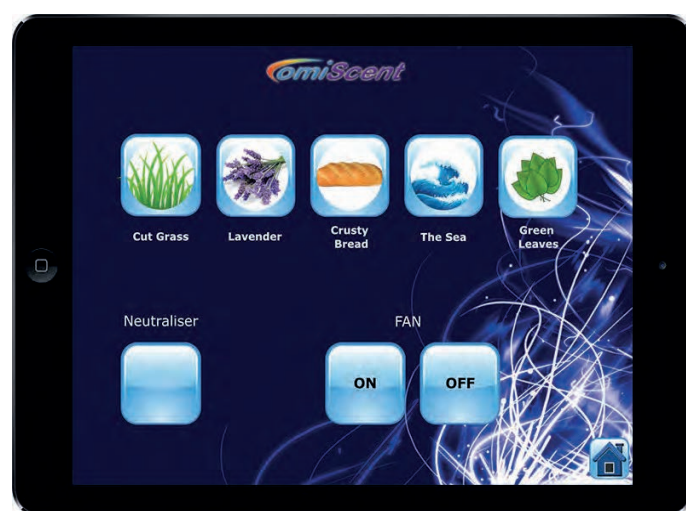 omiScent
Cut Grass
Lavender
Crusty
Bread
The Sea
Green
Leaves
Neutraliser
FAN
ON
OFF